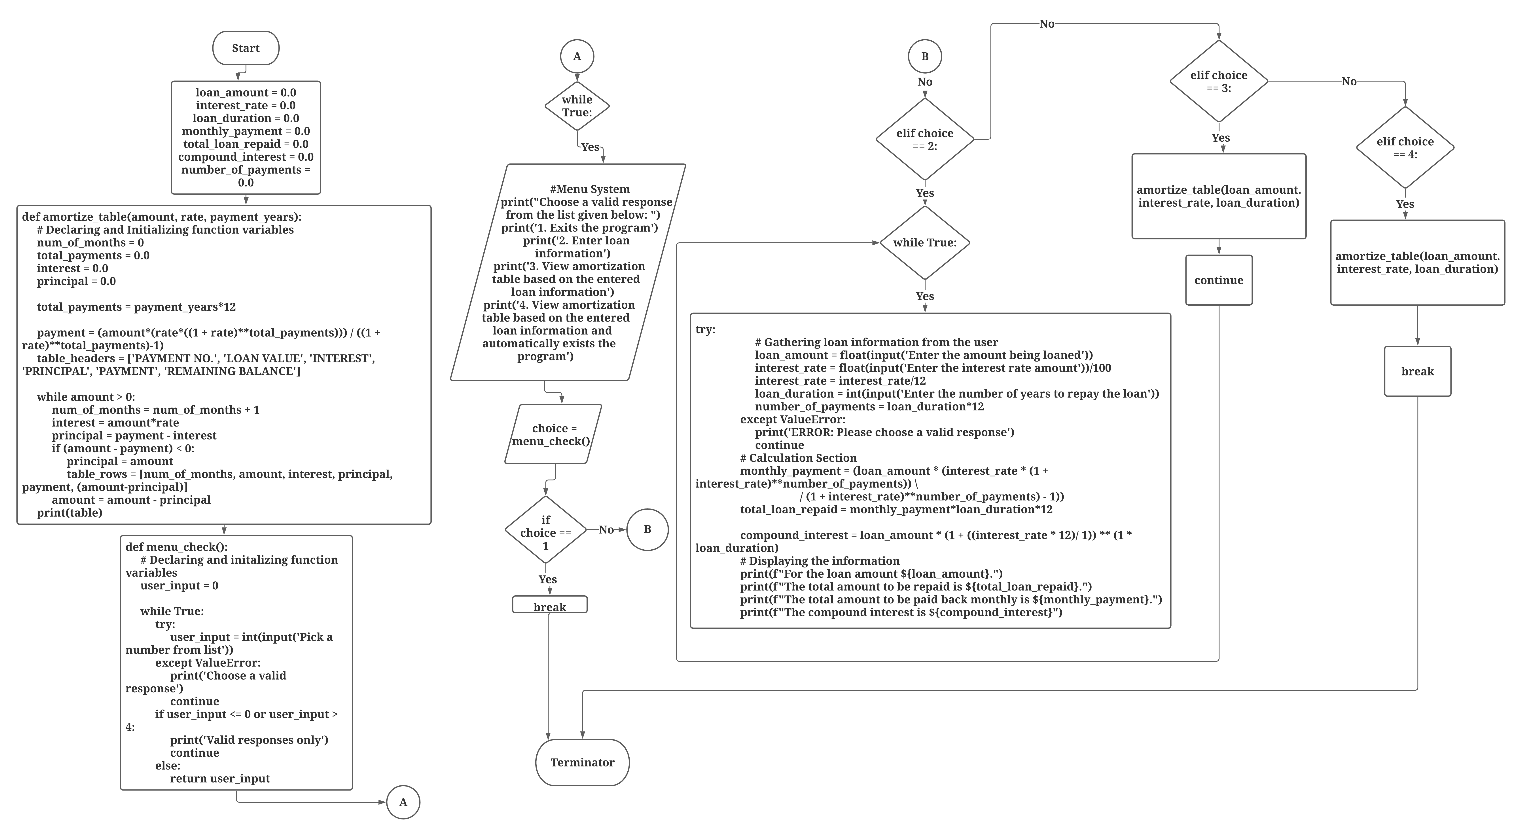 Start
loan_amount = 0.0
interest_rate = 0.0
loan_duration = 0.0
monthly_payment = 0.0
total_loan_repaid = 0.0
compound_interest = 0.0
number_of_payments =
0.0
def amortize_table(amount, rate, payment_years):
# Declaring and Initializing function variables
num_of_months = 0
total_payments = 0.0
interest = 0.0
principal = 0.0
total_payments = payment_years*12
payment = (amount*(rate*((1 + rate)**total_payments))) / ((1 +
rate)**total_payments)-1)
table_headers = ['PAYMENT NO.', 'LOAN VALUE', 'INTEREST',
'PRINCIPAL', 'PAYMENT', 'REMAINING BALANCE']
while amount > 0:
num_of_months = num_of_months + 1
interest = amount*rate
principal = payment - interest
if (amount - payment) < 0:
principal = amount
table_rows = [num_of_months, amount, interest, principal,
payment, (amount-principal)]
amount = amount - principal
print(table)
def menu_check():
# Declaring and initalizing function
variables
user_input = 0
while True:
try:
user_input = int(input('Pick a
number from list'))
except ValueError:
print('Choose a valid
response')
continue
if user_input <= 0 or user_input >
4:
print('Valid responses only')
continue
else:
return user_input
A
A
while
True:
Yes
#Menu System
print("Choose a valid response
from the list given below: ")
print('1. Exits the program')
print('2. Enter loan
information')
print('3. View amortization
table based on the entered
loan information')
print('4. View amortization
table based on the entered
loan information and
automatically exists the
program')
choice =
menu_check()
if
choice ==
1
No
B
Yes
break
Terminator
B
No
elif choice
== 2:
No
Yes
while True:
Yes
try:
# Gathering loan information from the user
loan_amount = float(input('Enter the amount being loaned'))
interest_rate = float(input('Enter the interest rate amount'))/100
interest_rate = interest_rate/12
loan_duration = int(input('Enter the number of years to repay the loan'))
number_of_payments = loan_duration*12
except ValueError:
print('ERROR: Please choose a valid response')
continue
# Calculation Section
monthly_payment = (loan_amount * (interest_rate * (1 +
interest_rate)**number_of_payments)) \
/ (1 + interest_rate)**number_of_payments) - 1))
total_loan_repaid = monthly_payment*loan_duration*12
compound_interest = loan_amount * (1 + ((interest_rate * 12)/ 1)) ** (1 *
loan_duration)
# Displaying the information
print(f"For the loan amount ${loan_amount}.")
print(f"The total amount to be repaid is ${total_loan_repaid}.")
print(f"The total amount to be paid back monthly is ${monthly_payment}.")
print(f"The compound interest is ${compound_interest}")
elif choice
== 3:
No
Yes
amortize_table(loan_amount.
interest_rate, loan_duration)
continue
elif choice
== 4:
Yes
amortize_table(loan_amount.
interest_rate, loan_duration)
break